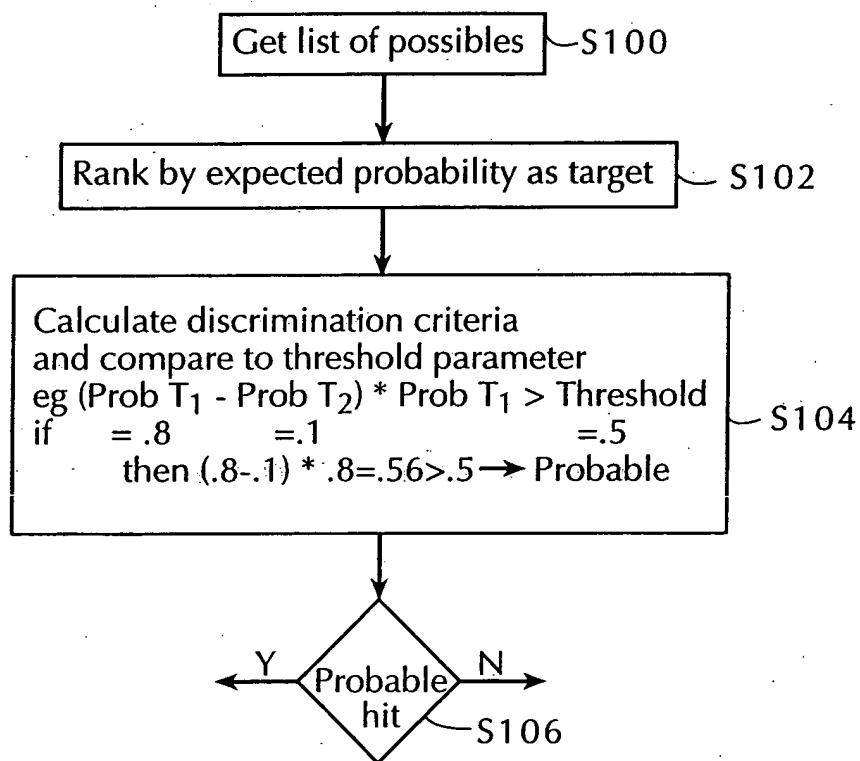 Get list of possibles
S100
Rank by expected probability as target
S102
Calculate discrimination criteria
and compare to threshold parameter
eg (Prob T1 - Prob T2) * Prob T1 > Threshold
if = .8 =.1 =.5
then (.8-.1) * .8=.56>.5→ Probable
S104
Y
N
Probable
hit
S106